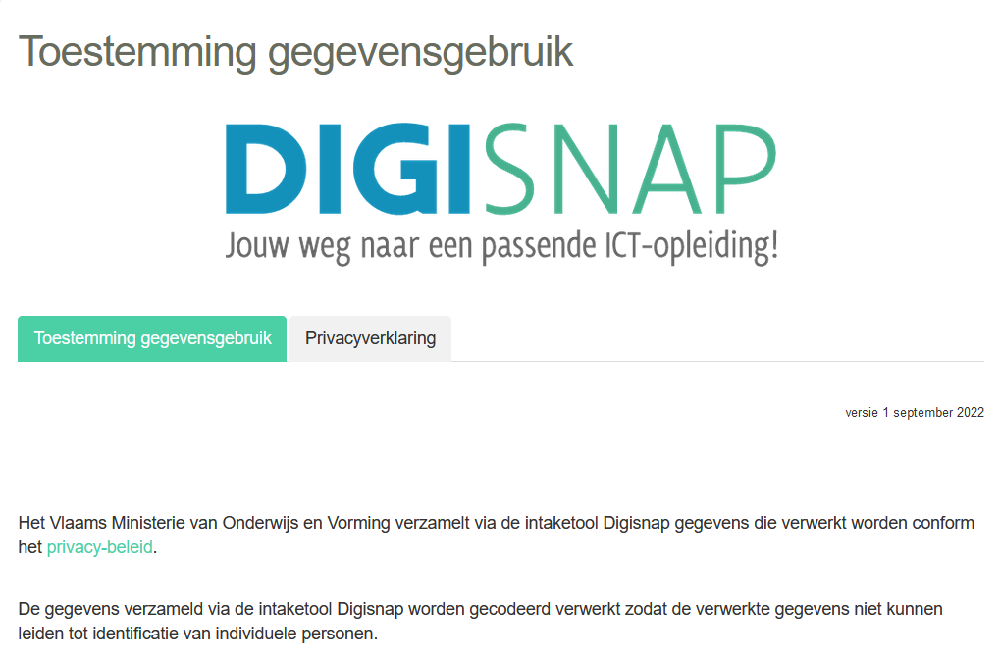 Toestemming gegevensgebruik
DIGISNAP
Jouw weg naar een passende ICT-opleiding!
Toestemming gegevensgebruik Privacyverklaring
versie 1 september 2022
Het Vlaams Ministerie van Onderwijs en Vorming verzamelt via de intaketool Digisnap gegevens die verwerkt worden conform
het privacy-beleid.
De gegevens verzameld via de intaketool Digisnap worden gecodeerd verwerkt zodat de verwerkte gegevens niet kunnen
leiden tot identificatie van individuele personen.